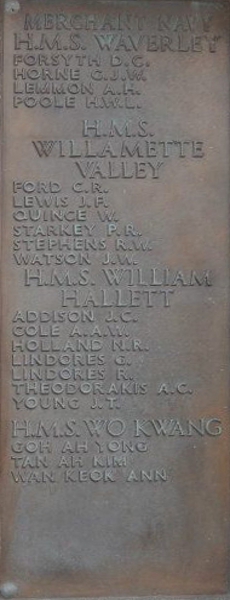 MERCHANT NAVY
H.M.S. WAVERLEY
FORSYTH D.C.
HORNE G.J.W.
LEMMON A.H.
POOLE H.W.L.
H.M.S.
WILLAMETTE
VALLEY
FORD C.R.
LEWIS J.F.
QUINCE W.
STARKEY P.R.
STEPHENS R.W.
WATSON J.W.
H.M.S. WILLIAM
HALLETT
ADDISON J.C.
COLE A.A.W.
HOLLAND N.R.
LINDORES G.
LINDORES R.
THEODORAKIS A.C.
YOUNG J.T.
H.M.S. WO KWANG
GOH AH YONG
TAN AH KIM
WAN KEOK ANN